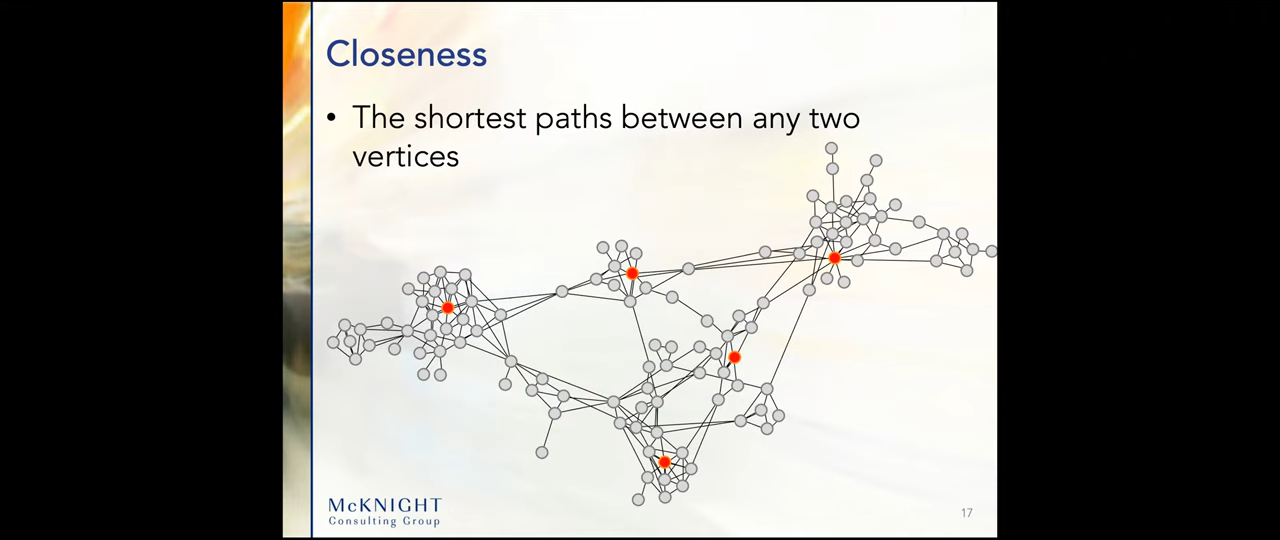 Closeness
• The shortest paths between any two
vertices
McKNIGHT
Consulting Group
17